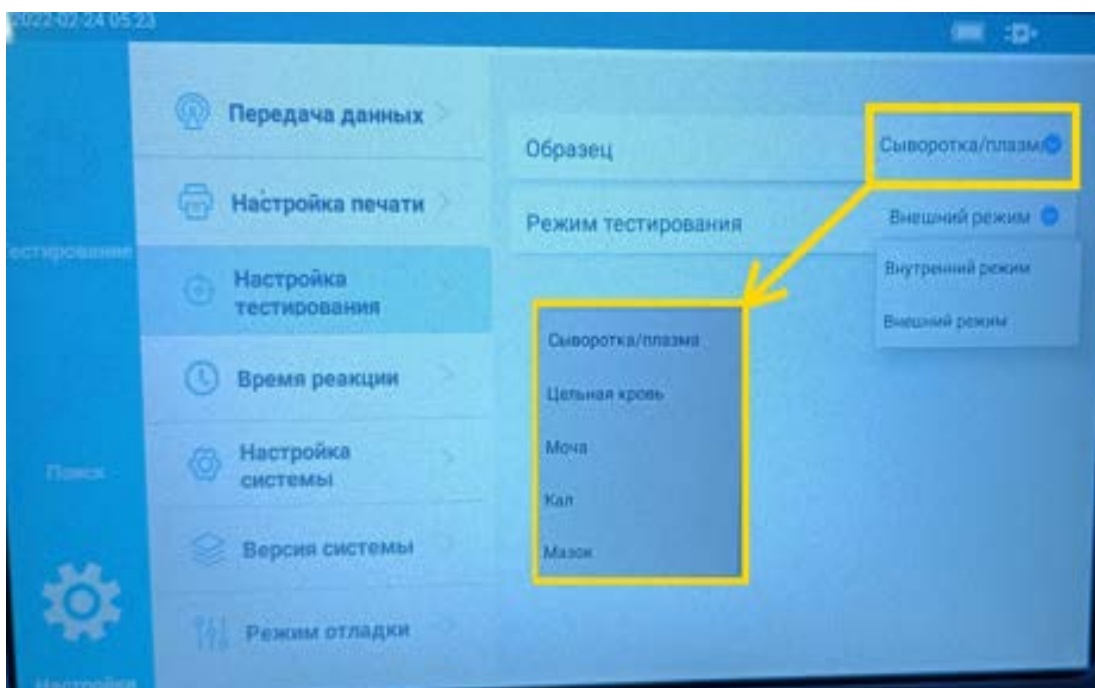 2022-02-24 05:23
Передача данных
Образец
Сыворотка/плазма
Настройка печати
Режим тестирования
Внешний режим
Внутренний режим
Внешний режим
естирование
Настройка
тестирования
Сыворотка/плазма
Цельная кровь
Моча
Кал
Мазок
Время реакции
Поиск
Настройка
системы
Версия системы
Режим отладки
Настройки